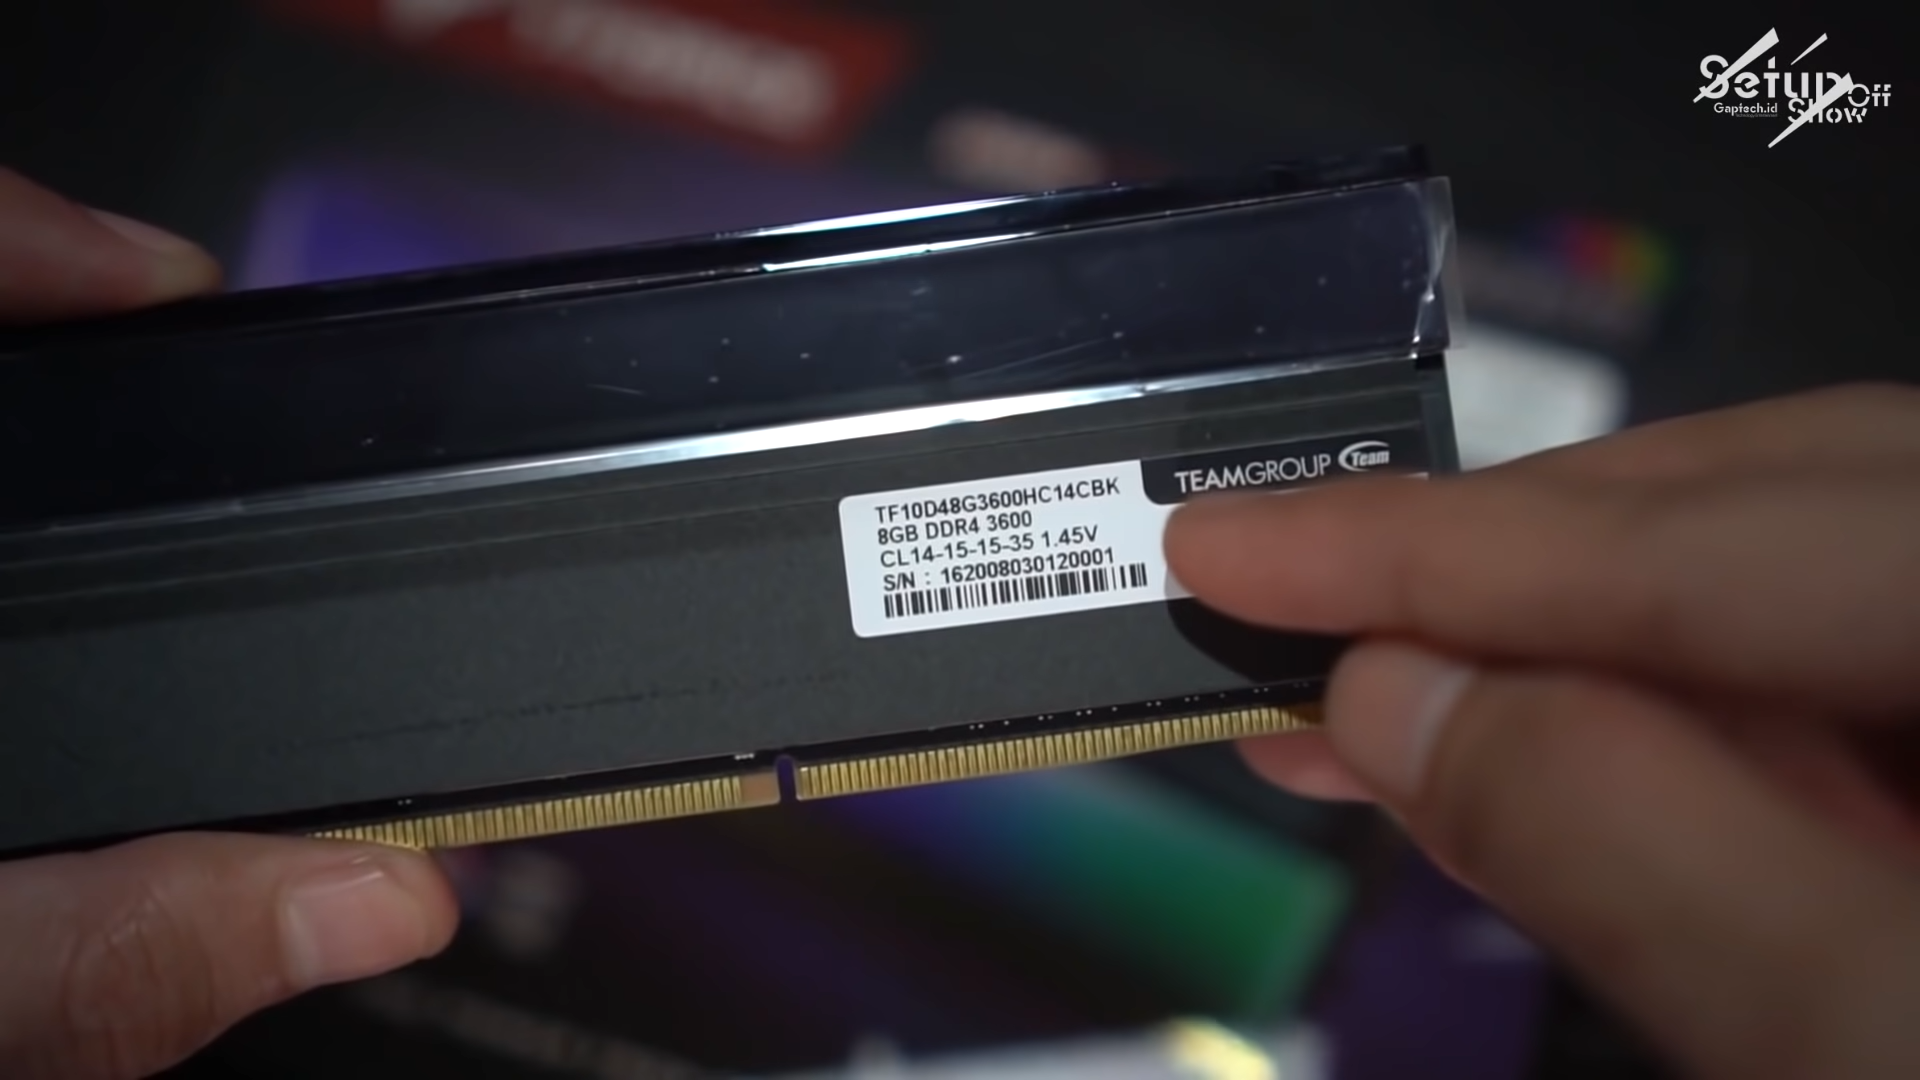 Setup
Off
Gaptech.id
Show
TEAMGROUP Team
TF10D48G3600HC14CBK
8GB DDR4 3600
CL14-15-15-35 1.45V
S/N : 162008030120001